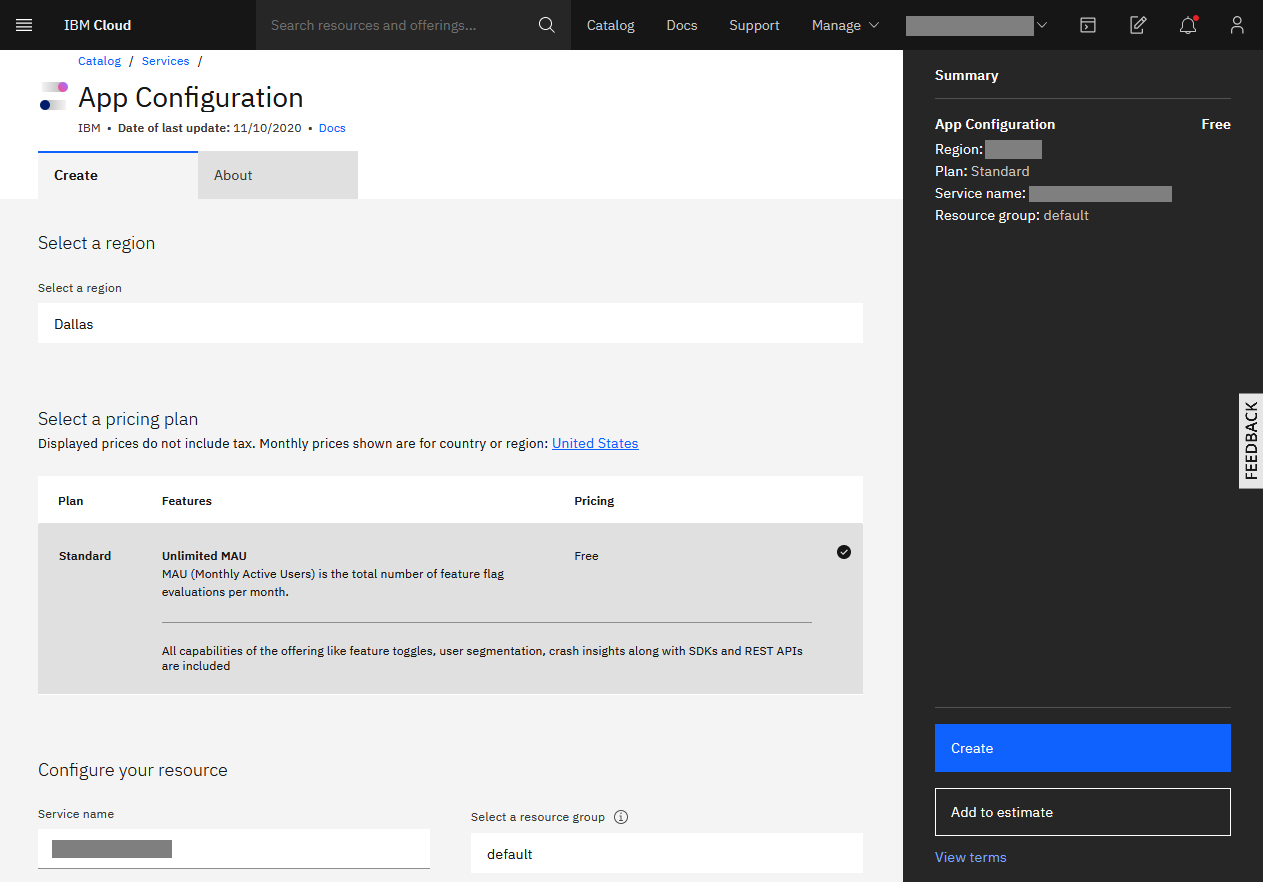 IBM Cloud
Search resources and offerings...
Catalog
Docs
Support
Manage
Catalog / Services /
App Configuration
IBM • Date of last update: 11/10/2020 • Docs
Create
About
Select a region
Select a region
Dallas
Select a pricing plan
Displayed prices do not include tax. Monthly prices shown are for country or region: United States
Plan Features Pricing
Standard Unlimited MAU Free
MAU (Monthly Active Users) is the total number of feature flag
evaluations per month.
All capabilities of the offering like feature toggles, user segmentation, crash insights along with SDKs and REST APIs
are included
Configure your resource
Service name
Select a resource group
default
Summary
App Configuration Free
Region:
Plan: Standard
Service name:
Resource group: default
FEEDBACK
Create
Add to estimate
View terms